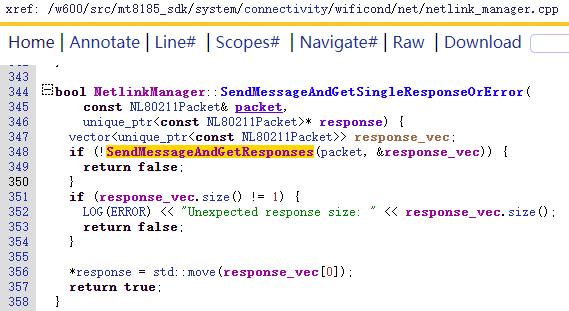 xref: /w600/src/mt8185_sdk/system/connectivity/wificond/net/netlink_manager.cpp
Home | Annotate | Line# | Scopes# | Navigate# | Raw | Download
343
344 bool NetlinkManager::SendMessageAndGetSingleResponseOrError(
345     const NL80211Packet& packet,
346     unique_ptr<const NL80211Packet>* response) {
347   vector<unique_ptr<const NL80211Packet>> response_vec;
348   if (!SendMessageAndGetResponses(packet, &response_vec)) {
349     return false;
350   }
351   if (response_vec.size() != 1) {
352     LOG(ERROR) << "Unexpected response size: " << response_vec.size();
353     return false;
354   }
355
356   *response = std::move(response_vec[0]);
357   return true;
358 }